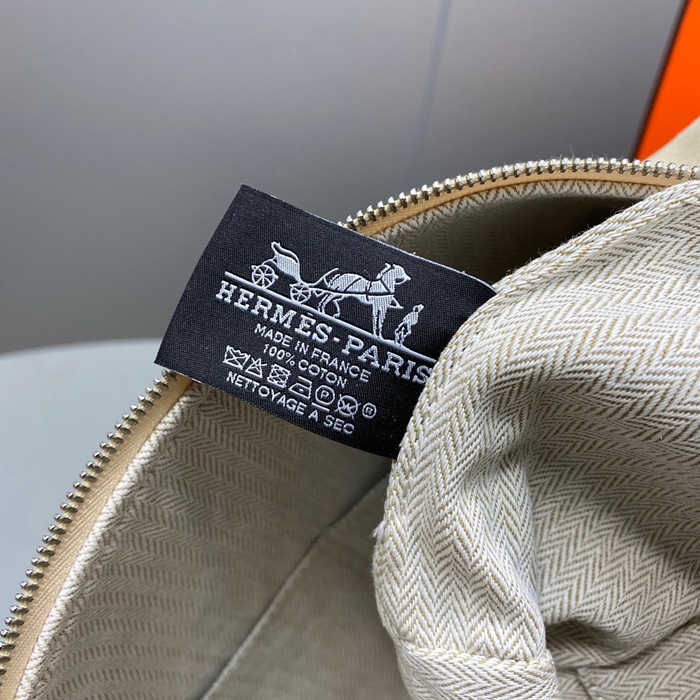 HERMES-PARIS
MADE IN FRANCE
100% COTON
®
NETTOYAGE A SEC